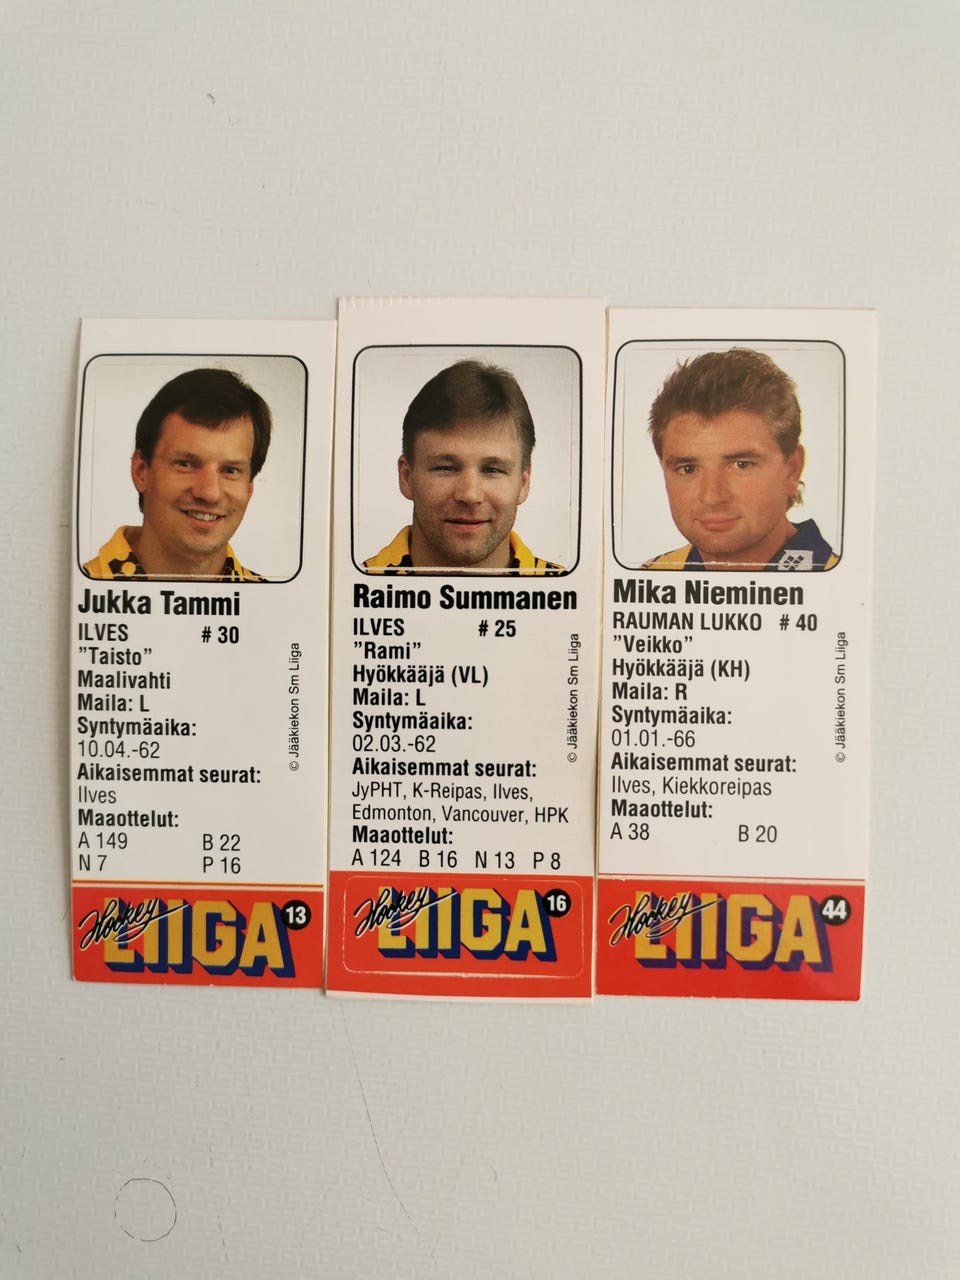 Jukka Tammi
ILVES # 30
"Taisto"
Maalivahti
Maila: L
Syntymäaika:
10.04.-62
Aikaisemmat seurat:
Ilves
Maaottelut:
A 149 B 22
N 7 P 16
© Jääkiekon Sm Liiga
Hockey
LIIGA 13
Raimo Summanen
ILVES # 25
"Rami"
Hyökkääjä (VL)
Maila: L
Syntymäaika:
02.03.-62
Aikaisemmat seurat:
JyPHT, K-Reipas, Ilves,
Edmonton, Vancouver, HPK
Maaottelut:
A 124 B 16 N 13 P 8
© Jääkiekon Sm Liiga
Hockey
LIIGA 16
Mika Nieminen
RAUMAN LUKKO # 40
"Veikko"
Hyökkääjä (KH)
Maila: R
Syntymäaika:
01.01.-66
Aikaisemmat seurat:
Ilves, Kiekkoreipas
Maaottelut:
A 38 B 20
© Jääkiekon Sm Liiga
Hockey
LIIGA 44